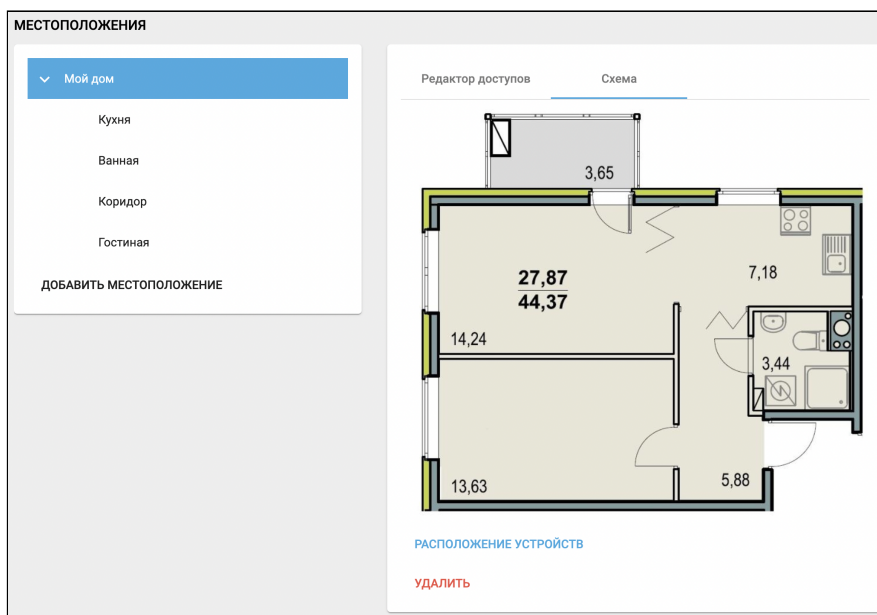 МЕСТОПОЛОЖЕНИЯ
Мой дом
Кухня
Ванная
Коридор
Гостиная
ДОБАВИТЬ МЕСТОПОЛОЖЕНИЕ
Редактор доступов
Схема
3,65
27,87
44,37
7,18
14,24
3,44
13,63
5,88
РАСПОЛОЖЕНИЕ УСТРОЙСТВ
УДАЛИТЬ